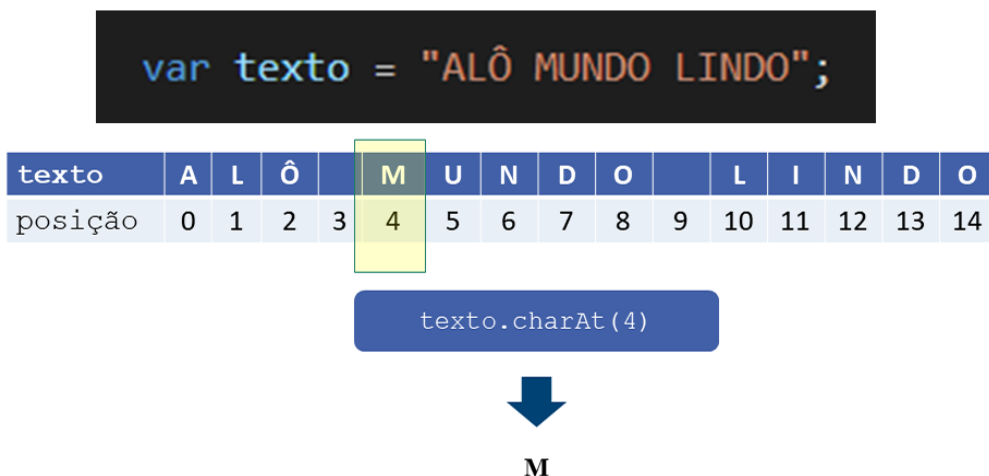 var texto = "ALÔ MUNDO LINDO";
texto A L Ô M U N D O L I N D O
posição 0 1 2 3 4 5 6 7 8 9 10 11 12 13 14
texto.charAt(4)
M